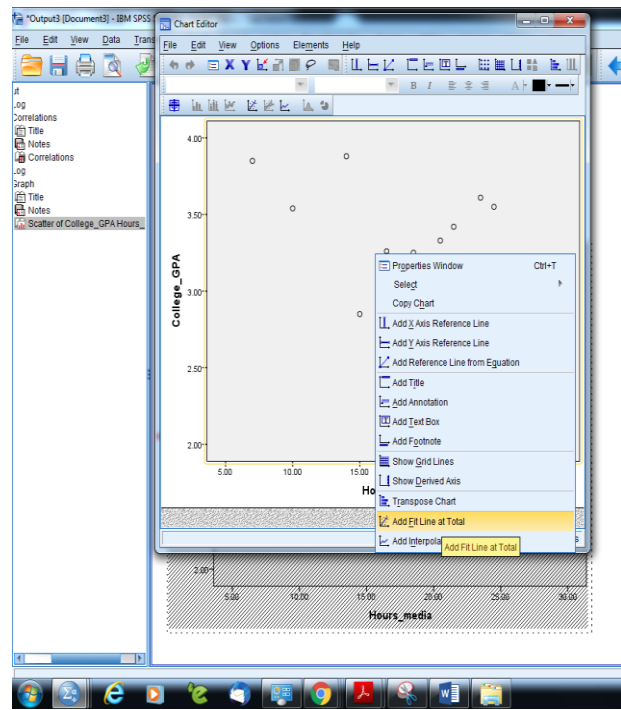 *Output3 [Document3] - IBM SPSS
File Edit View Data Trans
ut
Log
Correlations
Title
Notes
Correlations
Log
Graph
Title
Notes
Scatter of College_GPA Hours_
Chart Editor
File Edit View Options Elements Help
X Y
B I
A
4.00
3.50
3.00
2.50
2.00
College_GPA
5.00 10.00 15.00
Ho
Properties Window Ctrl+T
Select
Copy Chart
Add X Axis Reference Line
Add Y Axis Reference Line
Add Reference Line from Equation
Add Title
Add Annotation
Add Text Box
Add Footnote
Show Grid Lines
Show Derived Axis
Transpose Chart
Add Fit Line at Total
Add Interpola
Add Fit Line at Total
s
2.00
5.00 10.00 15.00 20.00 30.00
Hours_media